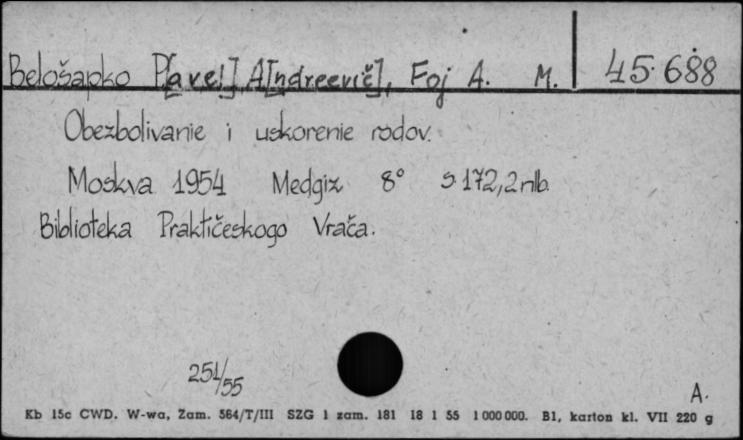 Belošapko P[avel] A[ndreevič], Foj A. M. 45.688
Obezbolivanie i uskorenie rodov.
Moskva 1954 Medgiz 8° s 172,2 nlb.
Biblioteka Praktičeskogo Vrača.
251/55
A.
Kb 15c CWD. W-wa, Zam. 564/T/III SZG 1 zam. 181 18 1 55 1 000 000. B1, karton kl. VII 220 g